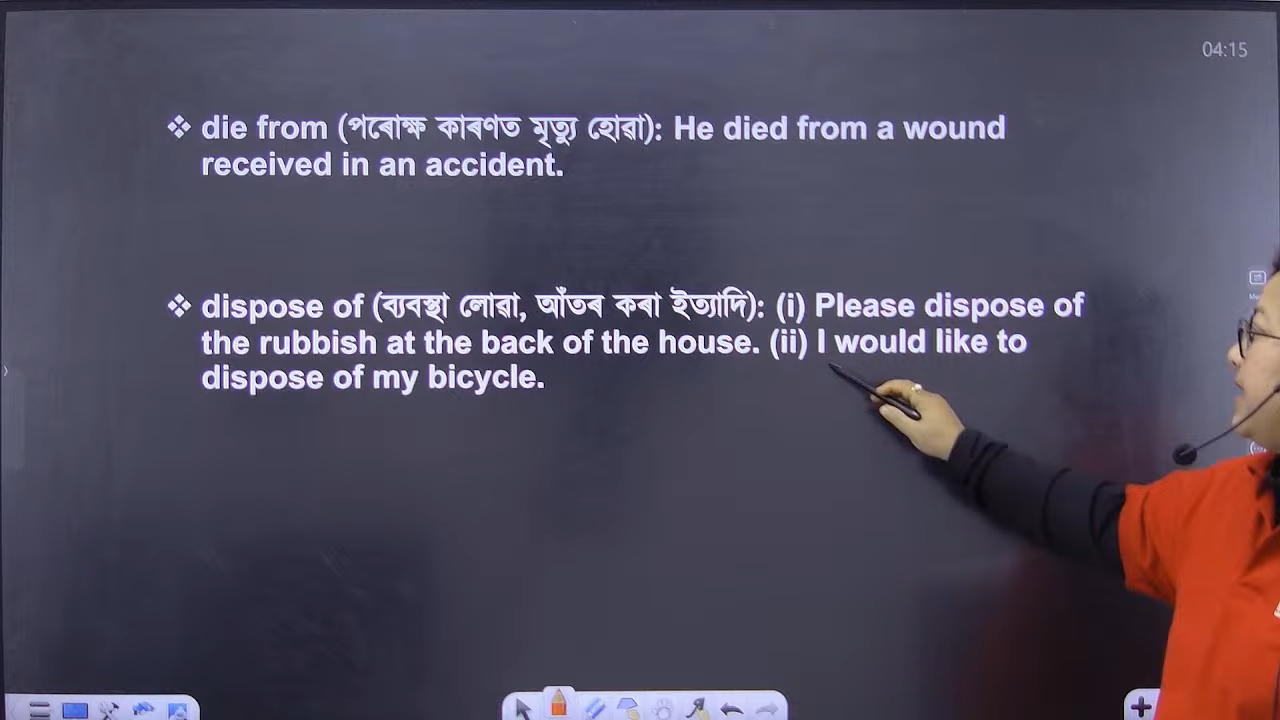 04:15
❖ die from (পৰোক্ষ কাৰণত মৃত্যু হোৱা): He died from a wound
received in an accident.
❖ dispose of (ব্যবস্থা লোৱা, আঁতৰ কৰা ইত্যাদি): (i) Please dispose of
the rubbish at the back of the house. (ii) I would like to
dispose of my bicycle.